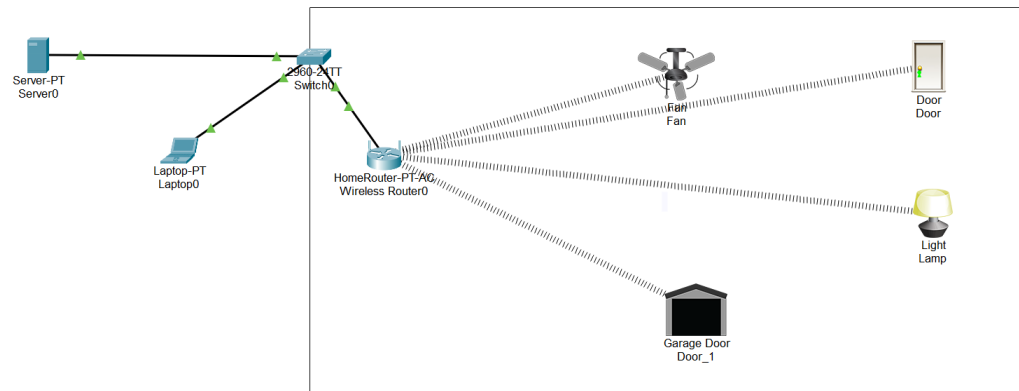 Server-PT
Server0
2960-24TT
Switch0
Laptop-PT
Laptop0
HomeRouter-PT-AC
Wireless Router0
Fan
Fan
Door
Door
Light
Lamp
Garage Door
Door_1